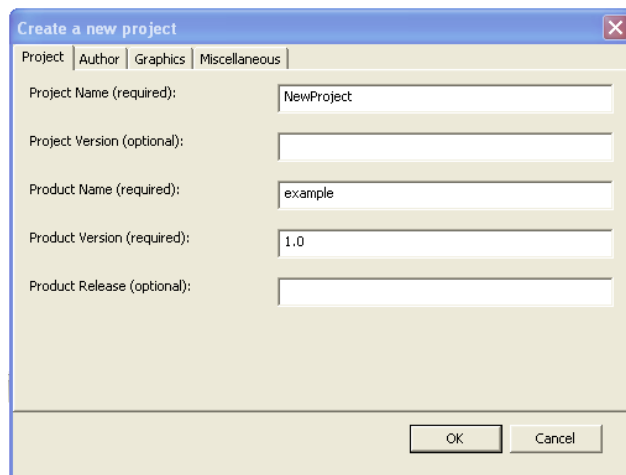 Create a new project
Project Author Graphics Miscellaneous
Project Name (required): NewProject
Project Version (optional):
Product Name (required): example
Product Version (required): 1.0
Product Release (optional):
OK Cancel